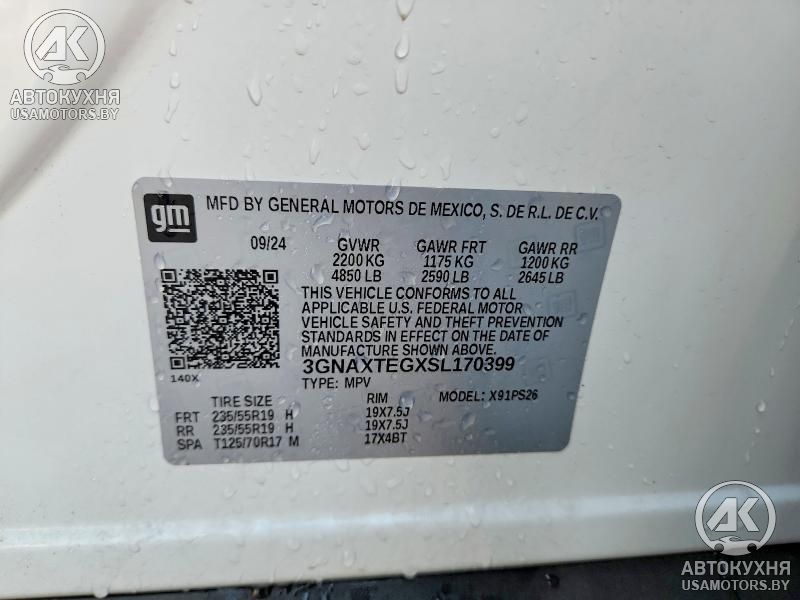 AK
АВТОКУХНЯ
USAMOTORS.BY
gm MFD BY GENERAL MOTORS DE MEXICO, S. DE R.L. DE C.V.
09/24 GVWR GAWR FRT GAWR RR
2200 KG 1175 KG 1200 KG
4850 LB 2590 LB 2645 LB
THIS VEHICLE CONFORMS TO ALL
APPLICABLE U.S. FEDERAL MOTOR
VEHICLE SAFETY AND THEFT PREVENTION
STANDARDS IN EFFECT ON THE DATE OF
MANUFACTURE SHOWN ABOVE.
3GNAXTEGXSL170399
140X
TYPE: MPV MODEL: X91PS26
TIRE SIZE RIM
FRT 235/55R19 H 19X7.5J
RR 235/55R19 H 19X7.5J
SPA T125/70R17 M 17X4BT
AK
АВТОКУХНЯ
USAMOTORS.BY